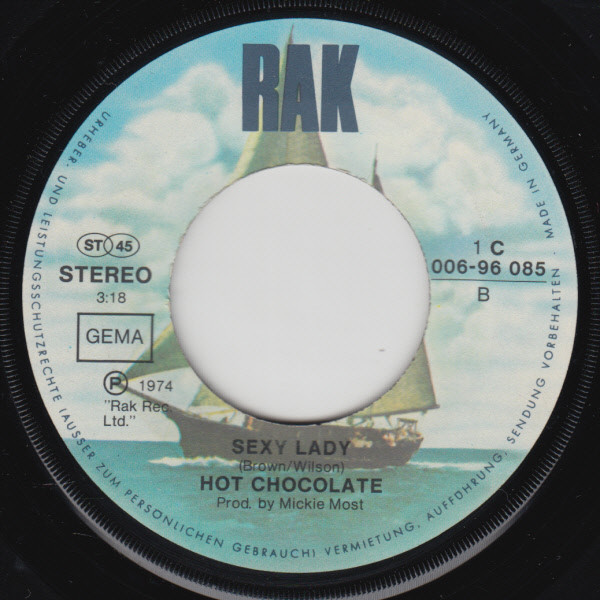 RAK
ST 45
STEREO
3:18
GEMA
P 1974
"Rak Rec.
Ltd."
1 C
006-96 085
B
SEXY LADY
(Brown/Wilson)
HOT CHOCOLATE
Prod. by Mickie Most
URHEBER- UND LEISTUNGSSCHUTZRECHTE (AUSSER ZUM PERSÖNLICHEN GEBRAUCH) VERMIETUNG, AUFFÜHRUNG, SENDUNG VORBEHALTEN · MADE IN GERMANY